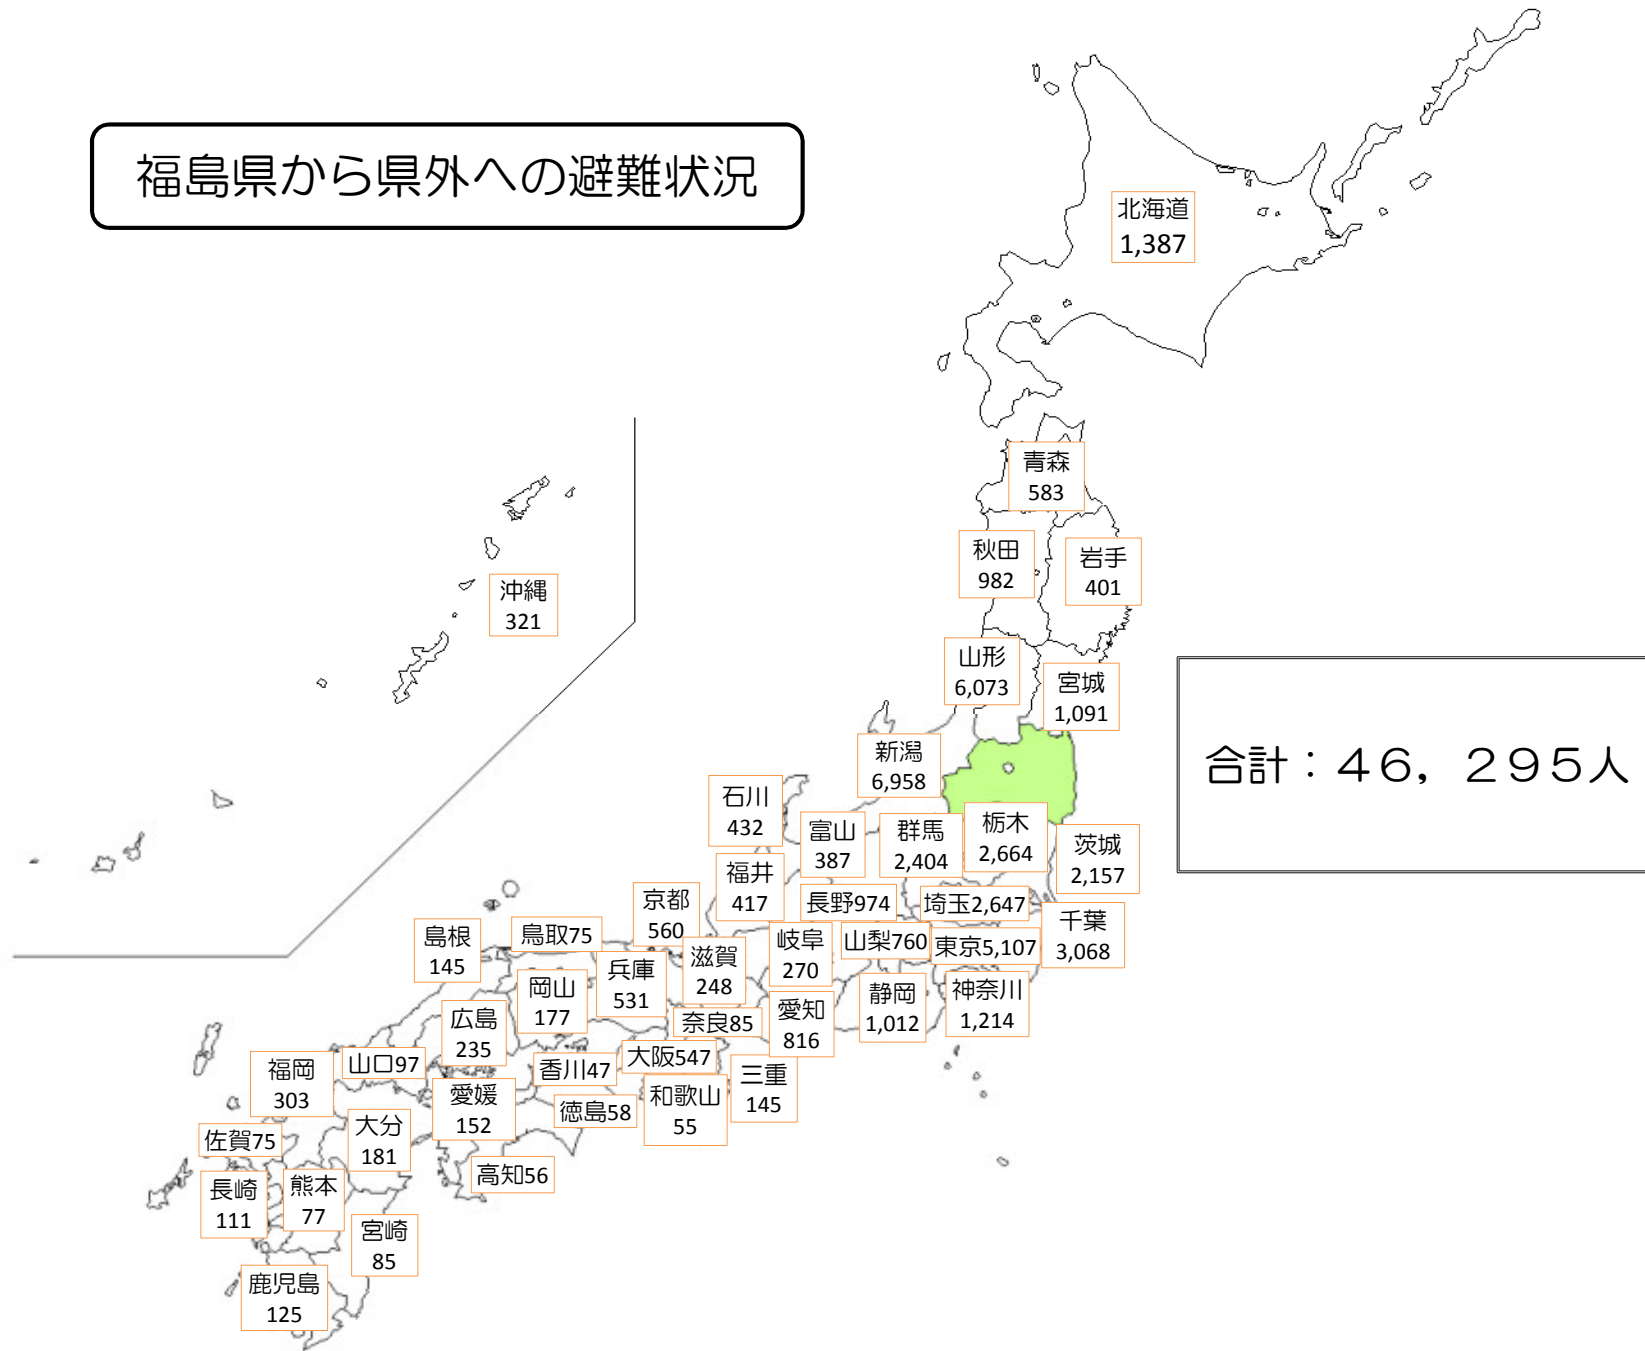 福島県から県外への避難状況
北海道
1,387
青森
583
秋田
982
岩手
401
沖縄
321
山形
6,073
宮城
1,091
合計：４６，２９５人
新潟
6,958
石川
432
富山
387
群馬
2,404
栃木
2,664
茨城
2,157
福井
417
長野974
埼玉2,647
千葉
3,068
京都
560
鳥取75
島根
145
滋賀
248
岐阜
270
山梨760
東京5,107
兵庫
531
岡山
177
静岡
1,012
神奈川
1,214
広島
235
奈良85
愛知
816
山口97
香川47
大阪547
三重
145
福岡
303
愛媛
152
徳島58
和歌山
55
佐賀75
大分
181
高知56
長崎
111
熊本
77
宮崎
85
鹿児島
125